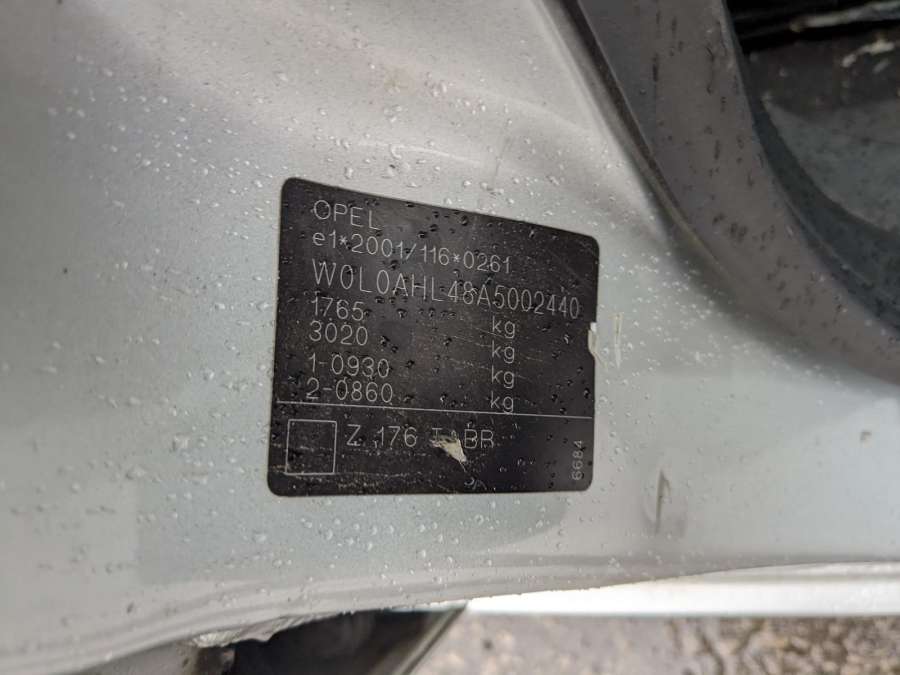 OPEL
e1*2001/116*0261
W0L0AHL48A5002440
1765 kg
3020 kg
1-0930 kg
2-0860 kg
Z 176
6684